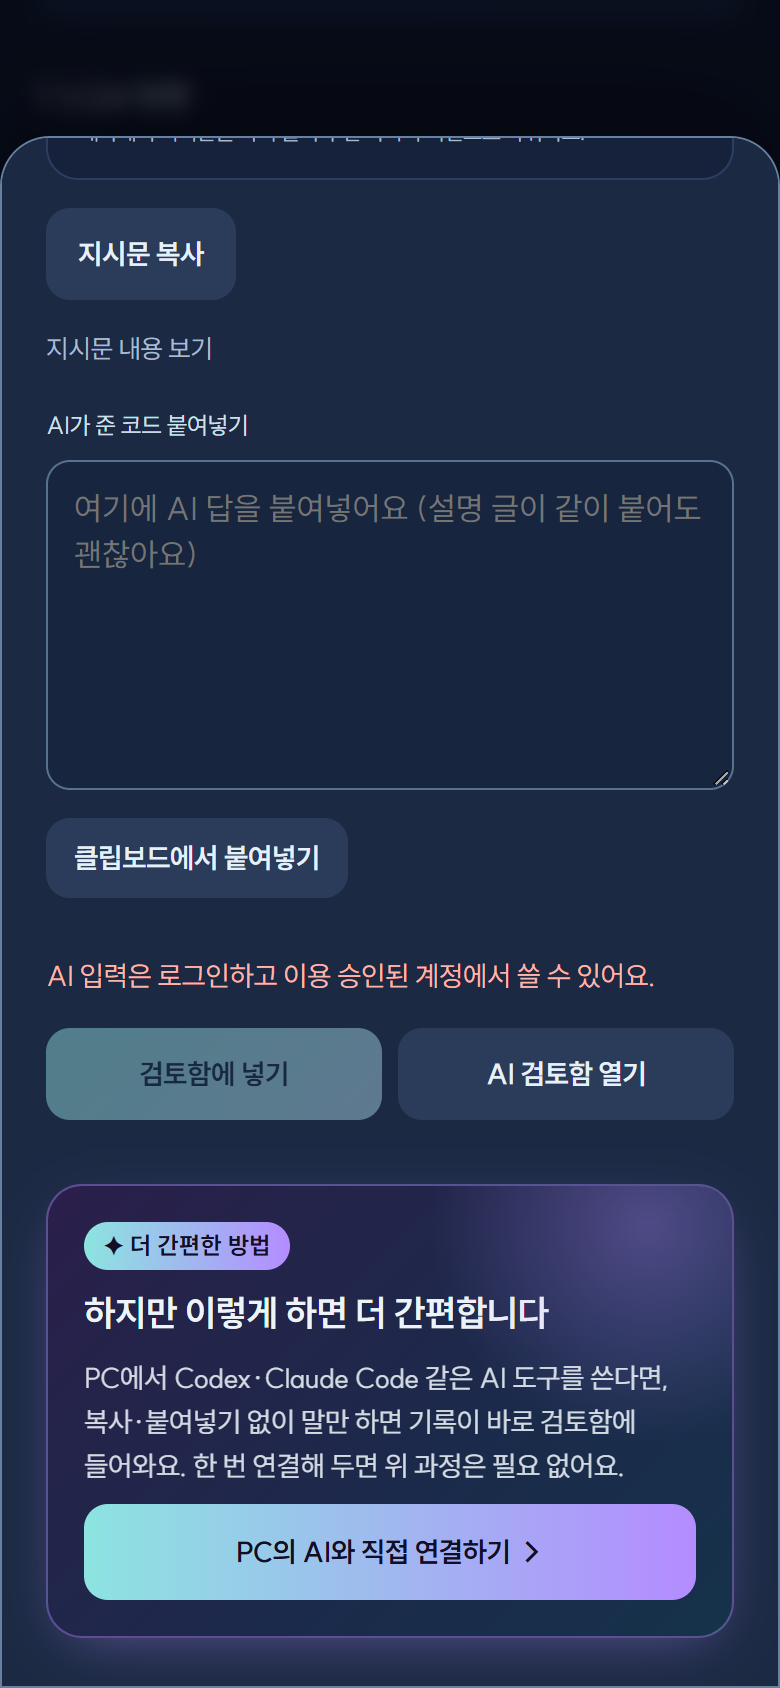 지시문 복사
지시문 내용 보기
AI가 준 코드 붙여넣기
여기에 AI 답을 붙여넣어요 (설명 글이 같이 붙어도
괜찮아요)
클립보드에서 붙여넣기
AI 입력은 로그인하고 이용 승인된 계정에서 쓸 수 있어요.
검토함에 넣기
AI 검토함 열기
✦ 더 간편한 방법
하지만 이렇게 하면 더 간편합니다
PC에서 Codex·Claude Code 같은 AI 도구를 쓴다면,
복사·붙여넣기 없이 말만 하면 기록이 바로 검토함에
들어와요. 한 번 연결해 두면 위 과정은 필요 없어요.
PC의 AI와 직접 연결하기 >